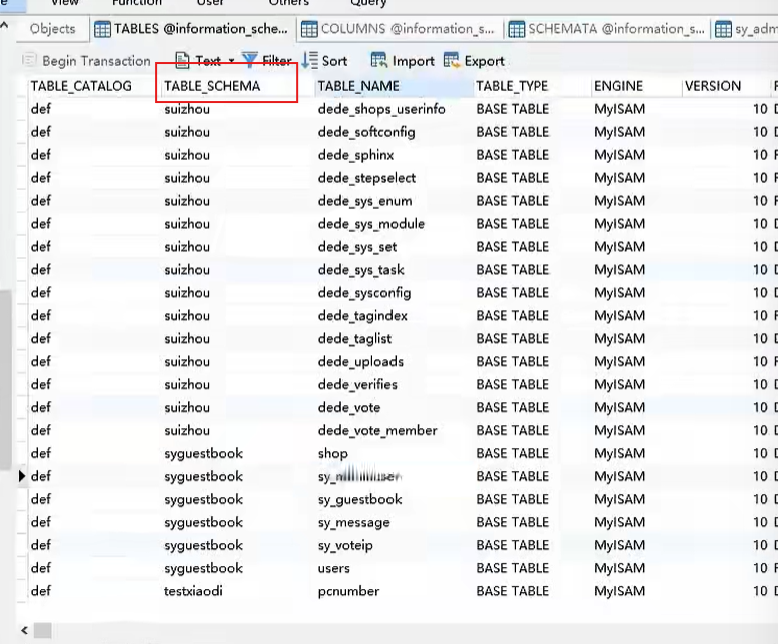 View Function User Others Query
Objects TABLES @information_sche... COLUMNS @information_s... SCHEMATA @information_s... sy_adm
Begin Transaction Text Filter Sort Import Export
TABLE_CATALOG TABLE_SCHEMA TABLE_NAME TABLE_TYPE ENGINE VERSION
def suizhou dede_shops_userinfo BASE TABLE MyISAM 10
def suizhou dede_softconfig BASE TABLE MyISAM 10
def suizhou dede_sphinx BASE TABLE MyISAM 10
def suizhou dede_stepselect BASE TABLE MyISAM 10
def suizhou dede_sys_enum BASE TABLE MyISAM 10
def suizhou dede_sys_module BASE TABLE MyISAM 10
def suizhou dede_sys_set BASE TABLE MyISAM 10
def suizhou dede_sys_task BASE TABLE MyISAM 10
def suizhou dede_sysconfig BASE TABLE MyISAM 10
def suizhou dede_tagindex BASE TABLE MyISAM 10
def suizhou dede_taglist BASE TABLE MyISAM 10
def suizhou dede_uploads BASE TABLE MyISAM 10
def suizhou dede_verifies BASE TABLE MyISAM 10
def suizhou dede_vote BASE TABLE MyISAM 10
def suizhou dede_vote_member BASE TABLE MyISAM 10
def syguestbook shop BASE TABLE MyISAM 10
def syguestbook BASE TABLE MyISAM 10
def syguestbook sy_guestbook BASE TABLE MyISAM 10
def syguestbook sy_message BASE TABLE MyISAM 10
def syguestbook sy_voteip BASE TABLE MyISAM 10
def syguestbook users BASE TABLE MyISAM 10
def testxiaodi pcnumber BASE TABLE MyISAM 10